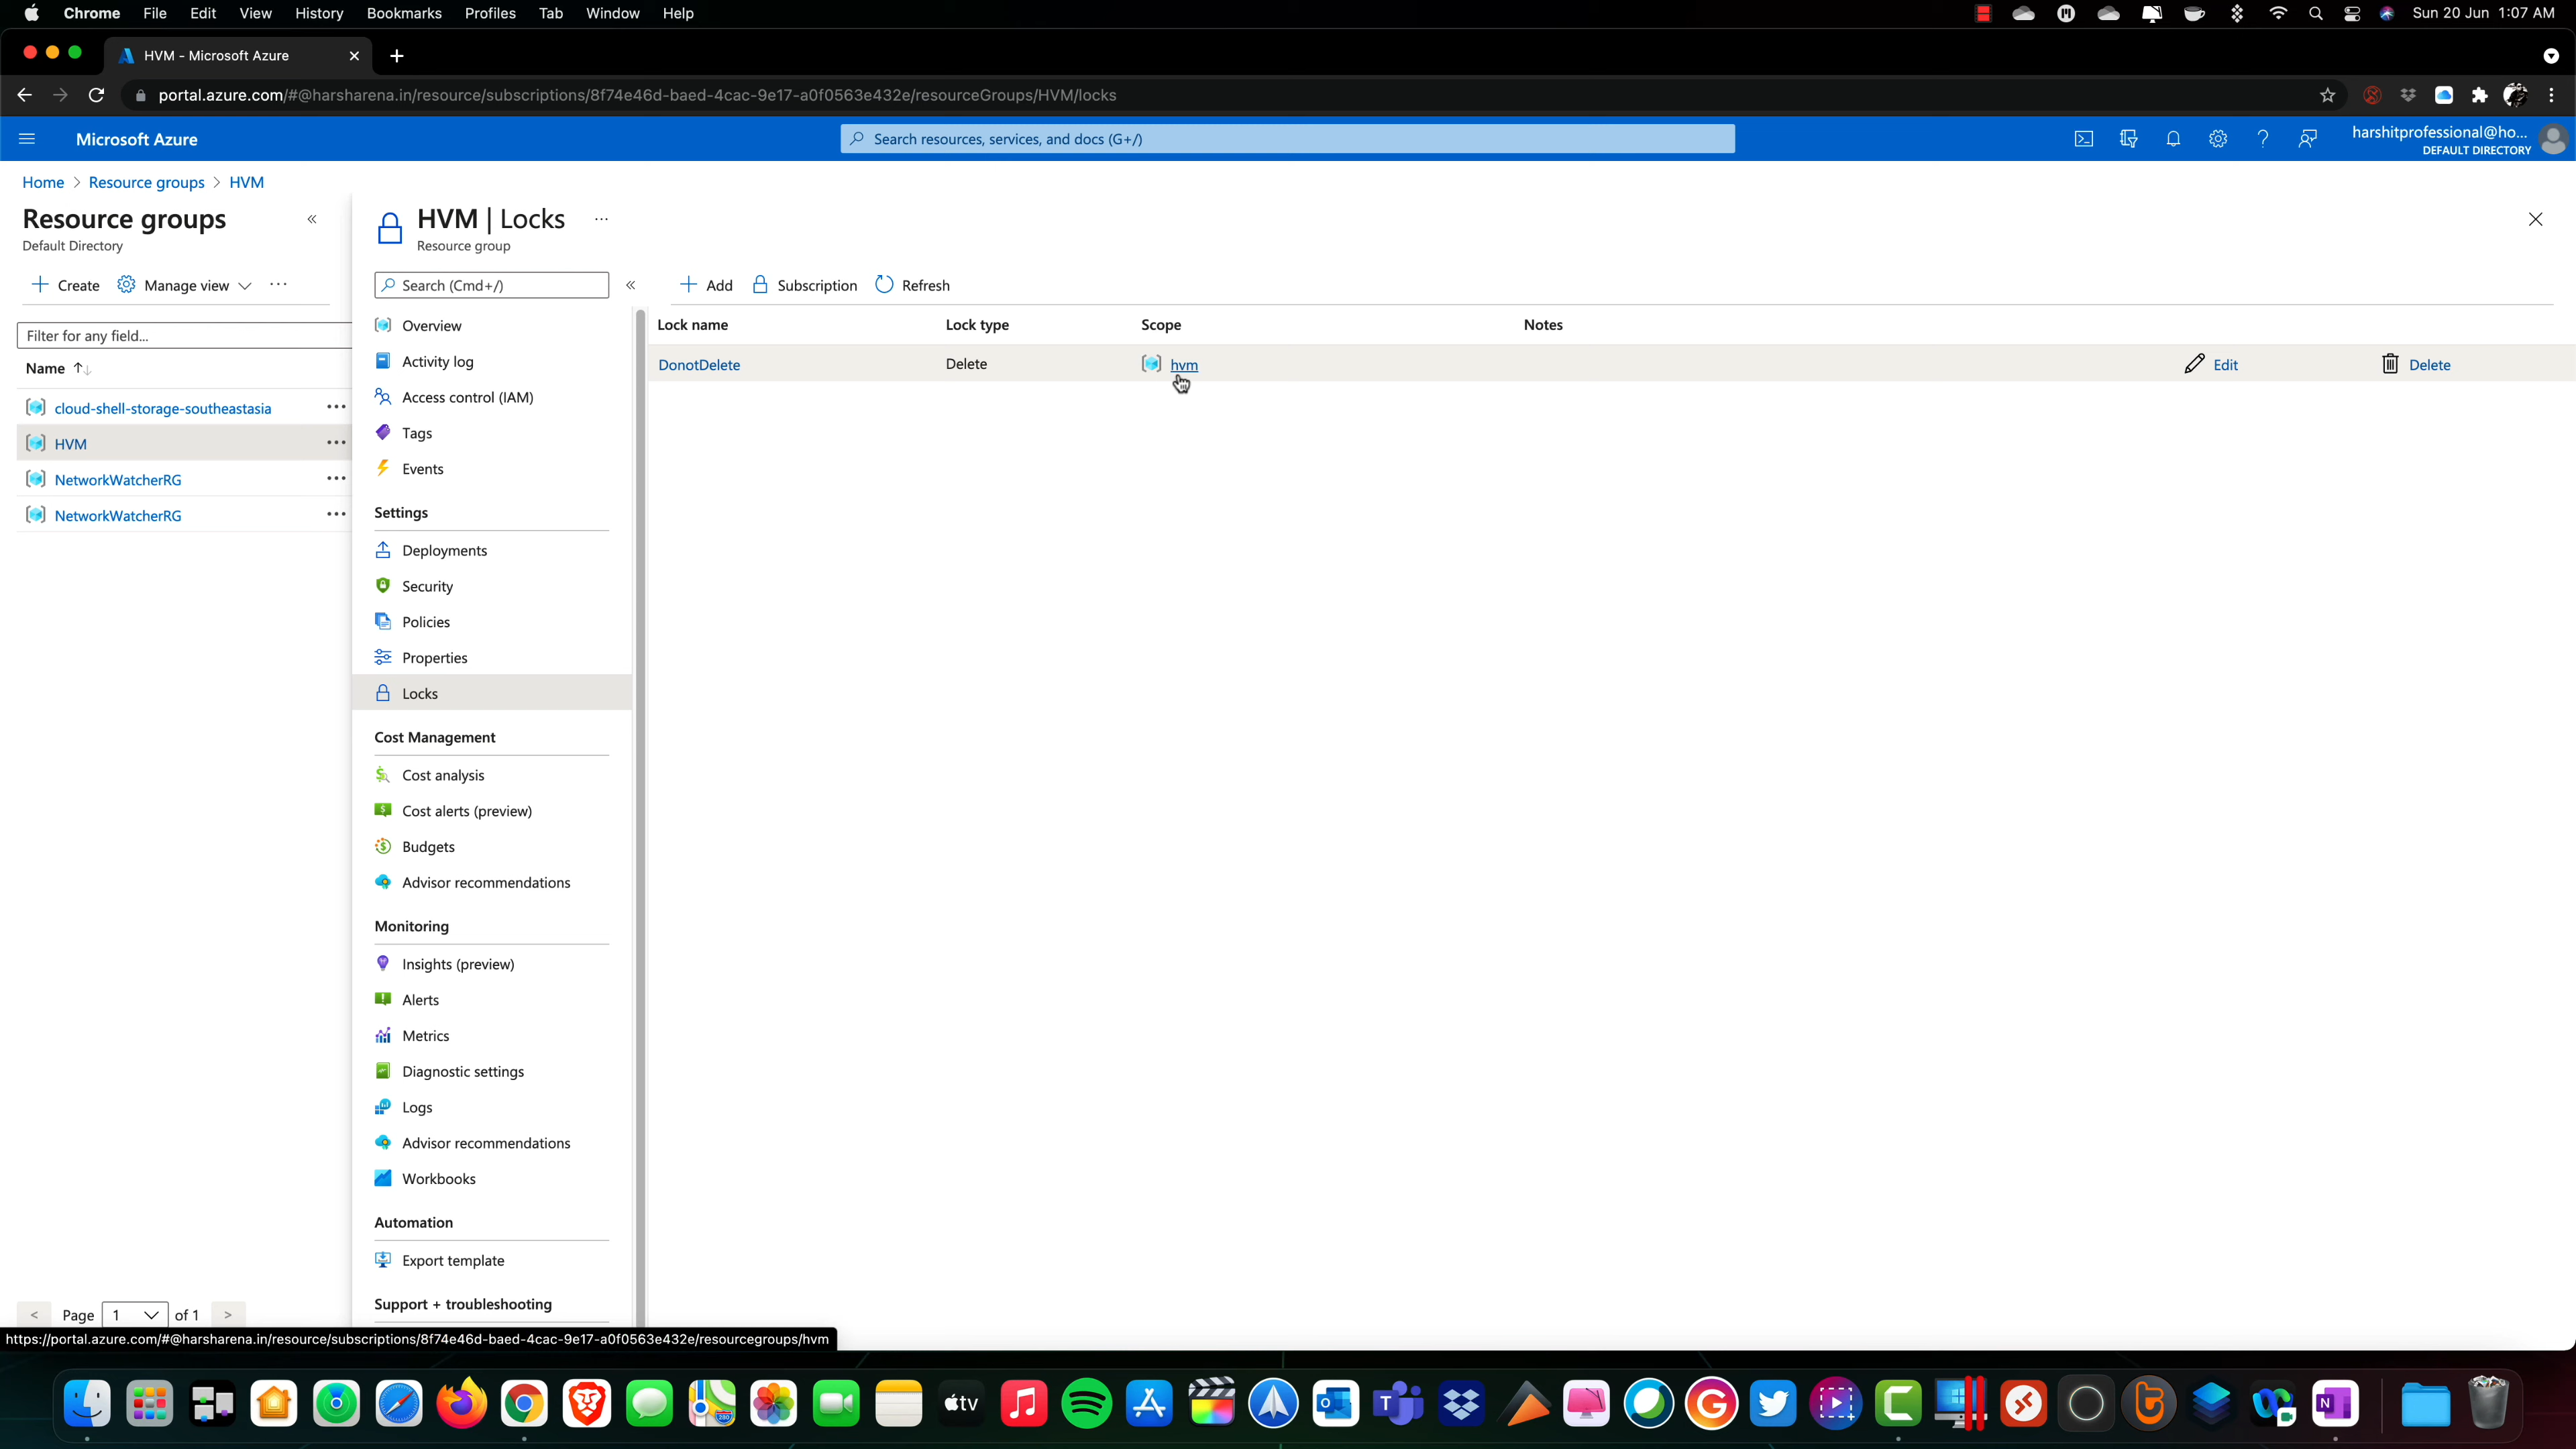 Chrome File Edit View History Bookmarks Profiles Tab Window Help Sun 20 Jun 1:07 AM
HVM - Microsoft Azure
portal.azure.com/#@harsharena.in/resource/subscriptions/8f74e46d-baed-4cac-9e17-a0f0563e432e/resourceGroups/HVM/locks
Microsoft Azure
Search resources, services, and docs (G+/)
harshitprofessional@ho...
DEFAULT DIRECTORY
Home > Resource groups > HVM
Resource groups
Default Directory
Create Manage view
Filter for any field...
Name
cloud-shell-storage-southeastasia
HVM
NetworkWatcherRG
NetworkWatcherRG
< Page 1 of 1 >
HVM | Locks
Resource group
Search (Cmd+/)
Overview
Activity log
Access control (IAM)
Tags
Events
Settings
Deployments
Security
Policies
Properties
Locks
Cost Management
Cost analysis
Cost alerts (preview)
Budgets
Advisor recommendations
Monitoring
Insights (preview)
Alerts
Metrics
Diagnostic settings
Logs
Advisor recommendations
Workbooks
Automation
Export template
Support + troubleshooting
Add Subscription Refresh
Lock name Lock type Scope Notes
DonotDelete Delete hvm Edit Delete
https://portal.azure.com/#@harsharena.in/resource/subscriptions/8f74e46d-baed-4cac-9e17-a0f0563e432e/resourcegroups/hvm
tv